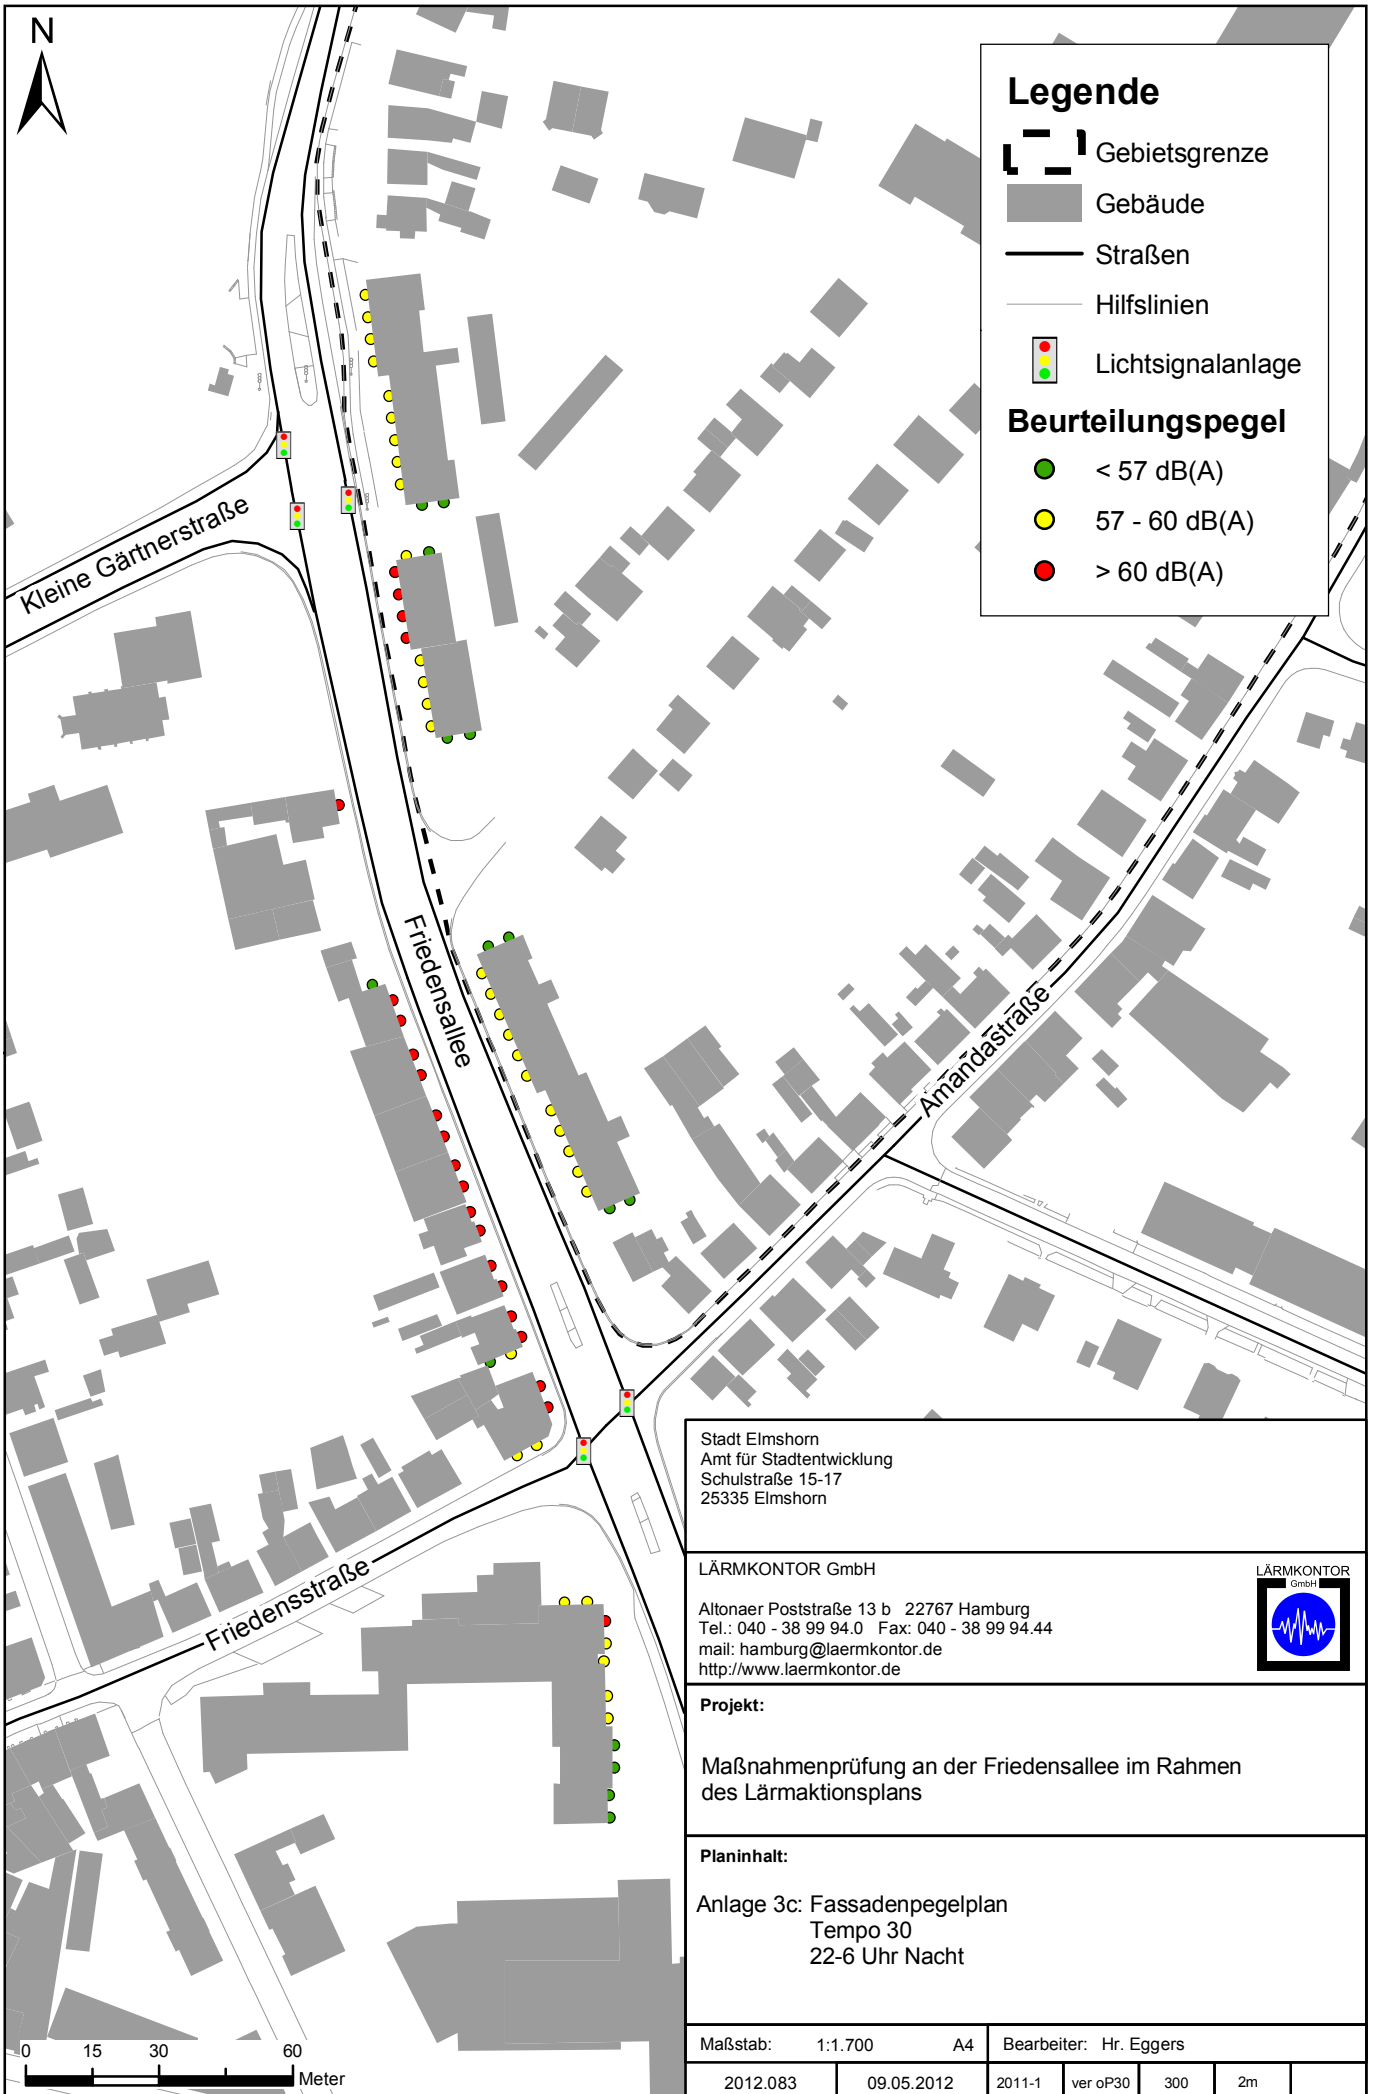 N
Legende
Gebietsgrenze
Gebäude
Straßen
Hilfslinien
Lichtsignalanlage
Beurteilungspegel
< 57 dB(A)
57 - 60 dB(A)
> 60 dB(A)
Kleine Gärtnerstraße
Friedensallee
Amandastraße
Friedensstraße
Stadt Elmshorn
Amt für Stadtentwicklung
Schulstraße 15-17
25335 Elmshorn
LÄRMKONTOR GmbH
Altonaer Poststraße 13 b 22767 Hamburg
Tel.: 040 - 38 99 94.0 Fax: 040 - 38 99 94.44
mail: hamburg@laermkontor.de
http://www.laermkontor.de
LÄRMKONTOR
GmbH
Projekt:
Maßnahmenprüfung an der Friedensallee im Rahmen
des Lärmaktionsplans
Planinhalt:
Anlage 3c: Fassadenpegelplan
Tempo 30
22-6 Uhr Nacht
0 15 30 60
Meter
Maßstab: 1:1.700 A4 Bearbeiter: Hr. Eggers
2012.083 09.05.2012 2011-1 ver oP30 300 2m